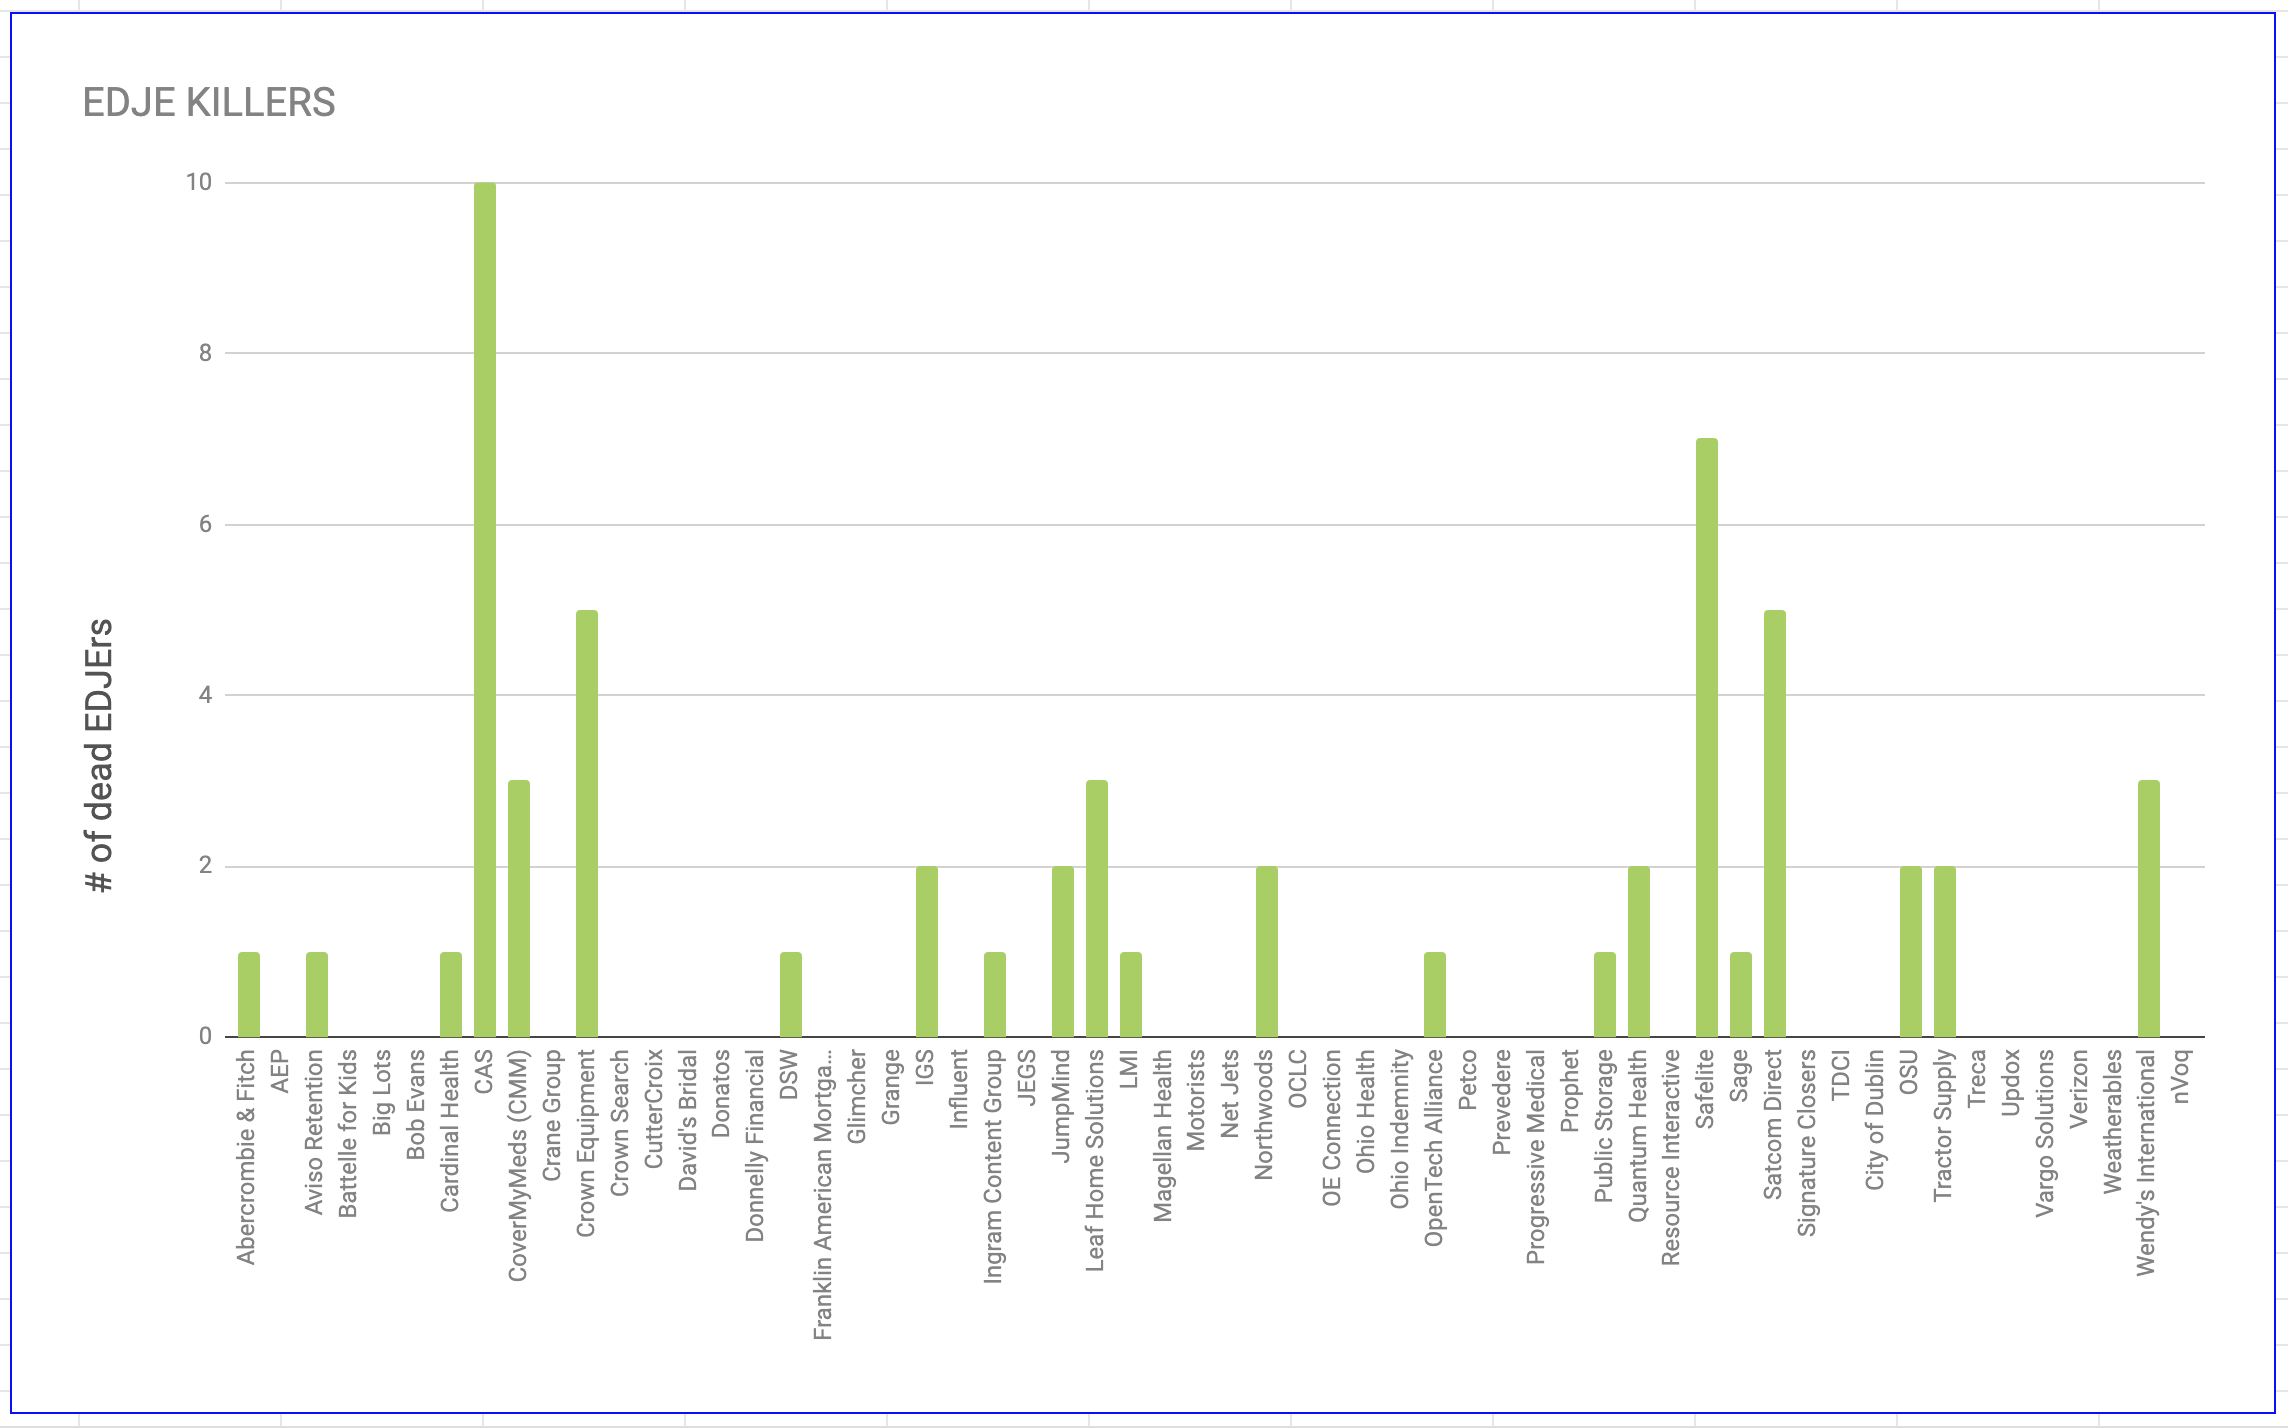 EDJE KILLERS
# of dead EDJErs
10
8
6
4
2
0
Abercrombie & Fitch
AEP
Aviso Retention
Battelle for Kids
Big Lots
Bob Evans
Cardinal Health
CAS
CoverMyMeds (CMM)
Crane Group
Crown Equipment
Crown Search
CutterCroix
David's Bridal
Donatos
Donnelly Financial
DSW
Franklin American Mortga...
Glimcher
Grange
IGS
Influent
Ingram Content Group
JEGS
JumpMind
Leaf Home Solutions
LMI
Magellan Health
Motorists
Net Jets
Northwoods
OCLC
OE Connection
Ohio Health
Ohio Indemnity
OpenTech Alliance
Petco
Prevedere
Progressive Medical
Prophet
Public Storage
Quantum Health
Resource Interactive
Safelite
Sage
Satcom Direct
Signature Closers
TDCI
City of Dublin
OSU
Tractor Supply
Treca
Updox
Vargo Solutions
Verizon
Weatherables
Wendy's International
nVoq